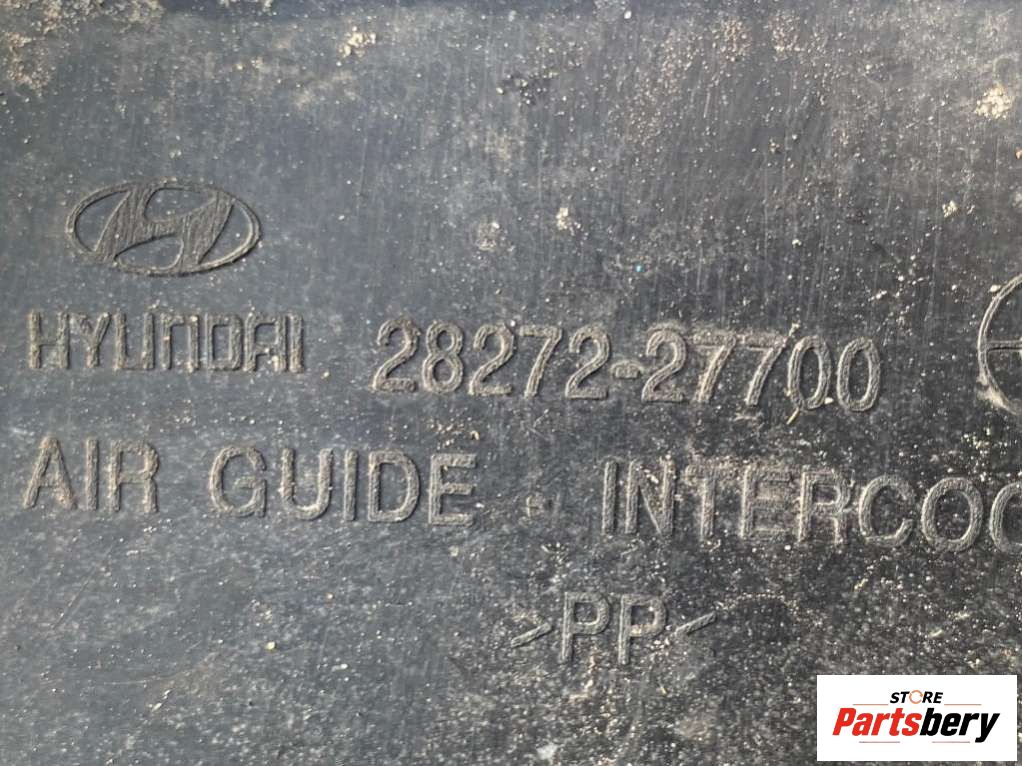 HYUNDAI 28272-27700
AIR GUIDE - INTERCOO
>PP<
STORE
Partsbery